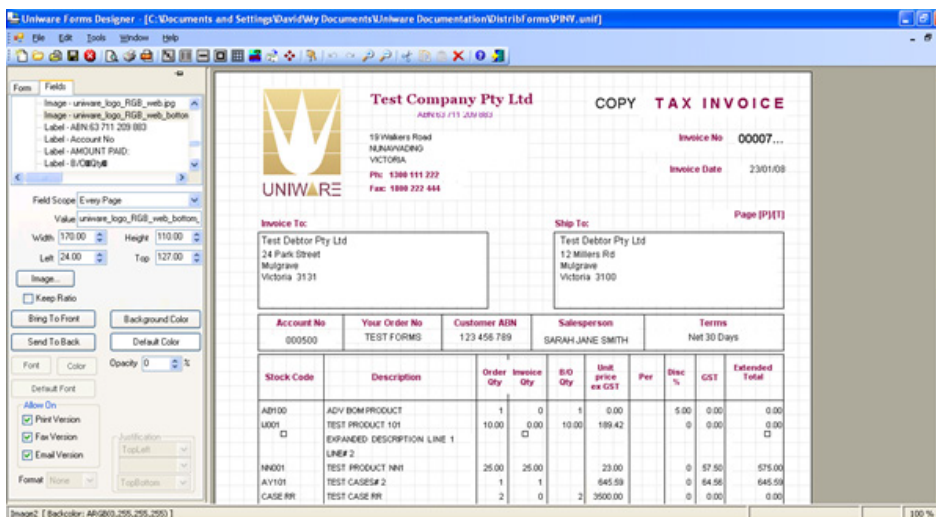 Uniware Forms Designer - [C:\Documents and Settings\David\My Documents\Uniware Documentation\DistribForms\PINV.unif]
File Edit Tools Window Help
Form Fields
Image - uniware_logo_RGB_web.jpg
Image - uniware_logo_RGB_web_botton
Label - ABN:63 711 209 883
Label - Account No
Label - AMOUNT PAID:
Field Scope Every Page
Value uniware_logo_RGB_web_bottom_
Width 170.00 Height 110.00
Left 24.00 Top 127.00
Image...
Keep Ratio
Bring To Front Background Color
Send To Back Default Color
Font Color Opacity 0 %
Default Font
Allow On
Print Version
Fax Version Justification
Email Version TopLeft
Format None TopBottom
Image2 [ Backcolor: ARGB(0,255,255,255) ]
100 %
UNIWARE
Test Company Pty Ltd
ABN:63 711 209 883
19 Walkers Road
NUNAWADING
VICTORIA
Ph: 1300 111 222
Fax: 1800 222 444
COPY TAX INVOICE
Invoice No 00007...
Invoice Date 23/01/08
Page [P]/[T]
Invoice To:
Test Debtor Pty Ltd
24 Park Street
Mulgrave
Victoria 3131
Ship To:
Test Debtor Pty Ltd
12 Millers Rd
Mulgrave
Victoria 3100
Account No Your Order No Customer ABN Salesperson Terms
000500 TEST FORMS 123 456 789 SARAH JANE SMITH Net 30 Days
Stock Code Description Order Qty Invoice Qty B/O Qty Unit price ex GST Per Disc % GST Extended Total
AB100 ADV BOM PRODUCT 1 0 1 0.00 5.00 0.00 0.00
U001 TEST PRODUCT 101 10.00 0.00 10.00 189.42 0 0.00 0.00
EXPANDED DESCRIPTION LINE 1
LINE# 2
NN001 TEST PRODUCT NN1 25.00 25.00 23.00 0 57.50 575.00
AY101 TEST CASES# 2 1 1 645.59 0 64.56 645.59
CASE RR TEST CASE RR 2 0 2 3500.00 0 0.00 0.00